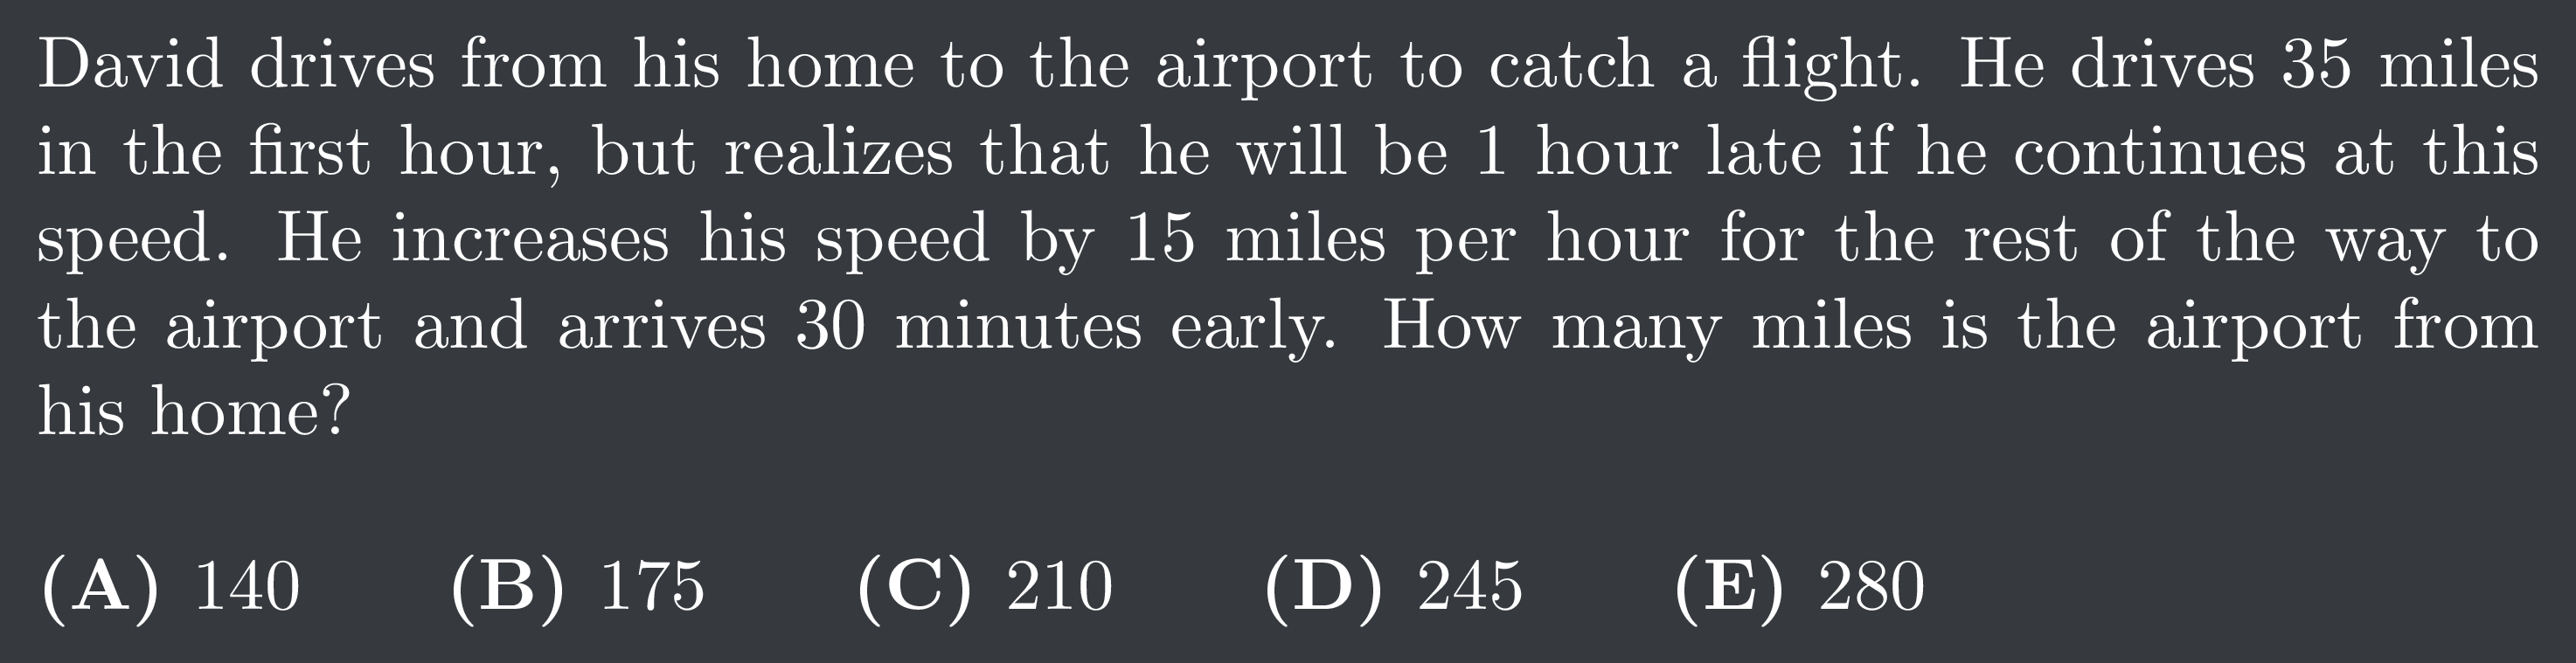 David drives from his home to the airport to catch a flight. He drives 35 miles
in the first hour, but realizes that he will be 1 hour late if he continues at this
speed. He increases his speed by 15 miles per hour for the rest of the way to
the airport and arrives 30 minutes early. How many miles is the airport from
his home?
(A) 140 (B) 175 (C) 210 (D) 245 (E) 280